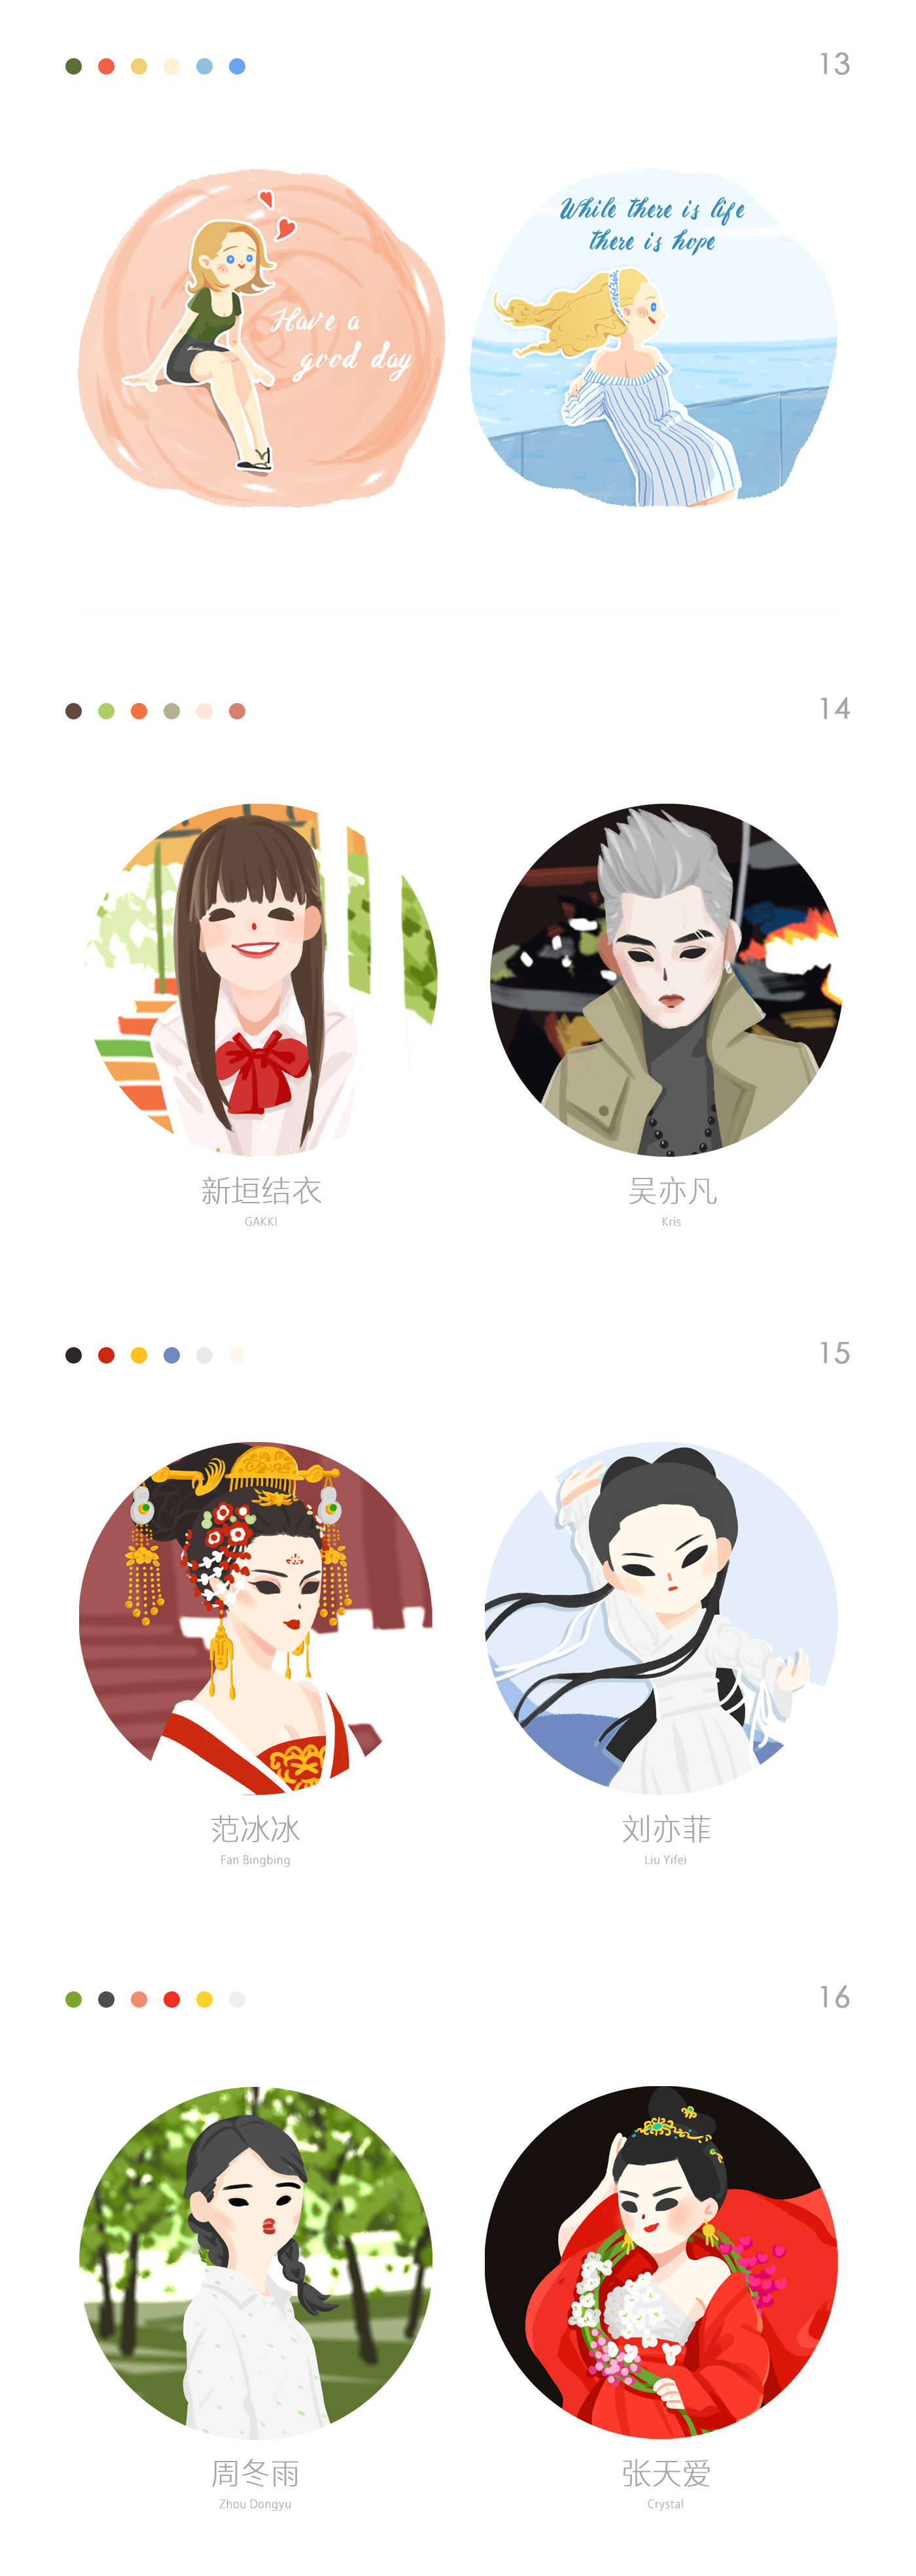 13
Have a
good day
While there is life
there is hope
14
新垣结衣
GAKKI
吴亦凡
Kris
15
范冰冰
Fan Bingbing
刘亦菲
Liu Yifei
16
周冬雨
Zhou Dongyu
张天爱
Crystal